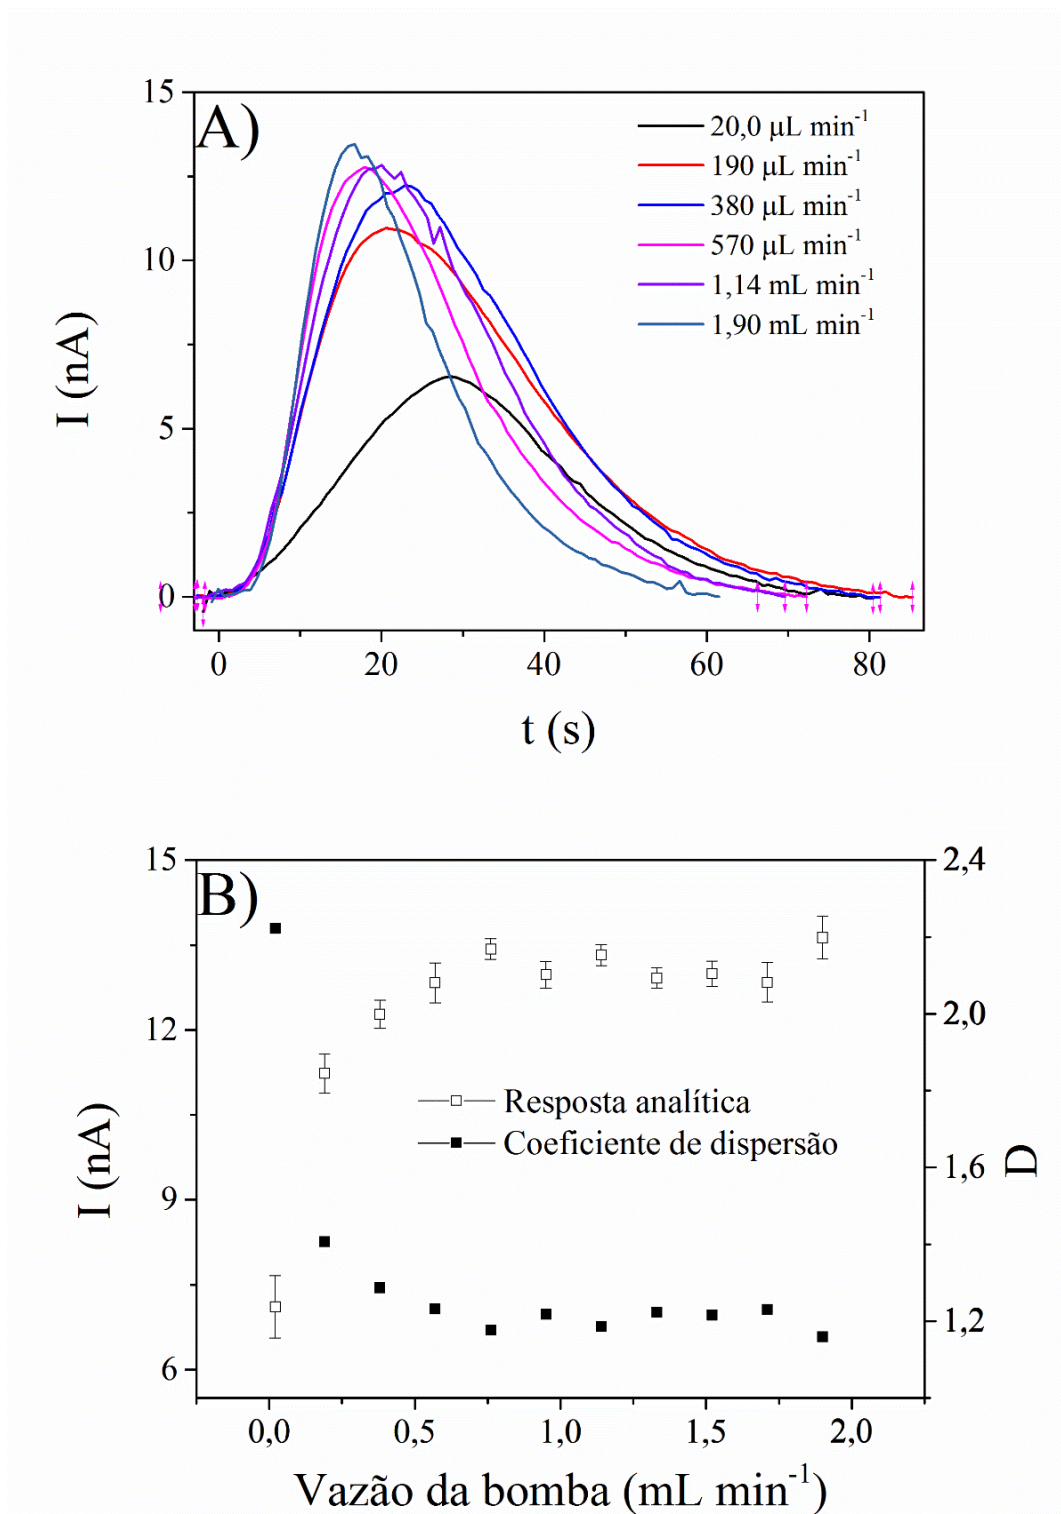 A)
20,0 µL min-1
190 µL min-1
380 µL min-1
570 µL min-1
1,14 mL min-1
1,90 mL min-1
15
10
5
0
I (nA)
0 20 40 60 80
t (s)
B)
15
12
9
6
I (nA)
2,4
2,0
1,6
1,2
D
Resposta analítica
Coeficiente de dispersão
0,0 0,5 1,0 1,5 2,0
Vazão da bomba (mL min-1)